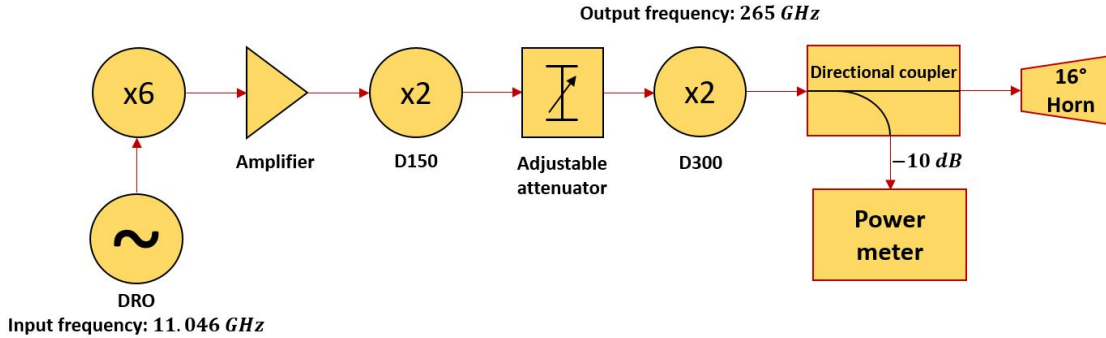 Output frequency: 265 GHz
x6
x2
x2
Directional coupler
16°
Horn
Amplifier
D150
Adjustable
attenuator
D300
−10 dB
Power
meter
DRO
Input frequency: 11.046 GHz